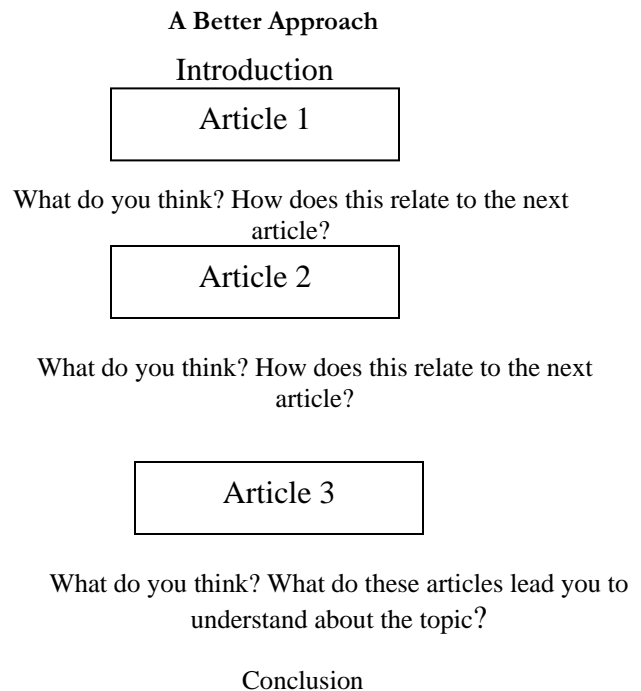 A Better Approach
Introduction
Article 1
What do you think? How does this relate to the next
article?
Article 2
What do you think? How does this relate to the next
article?
Article 3
What do you think? What do these articles lead you to
understand about the topic?
Conclusion